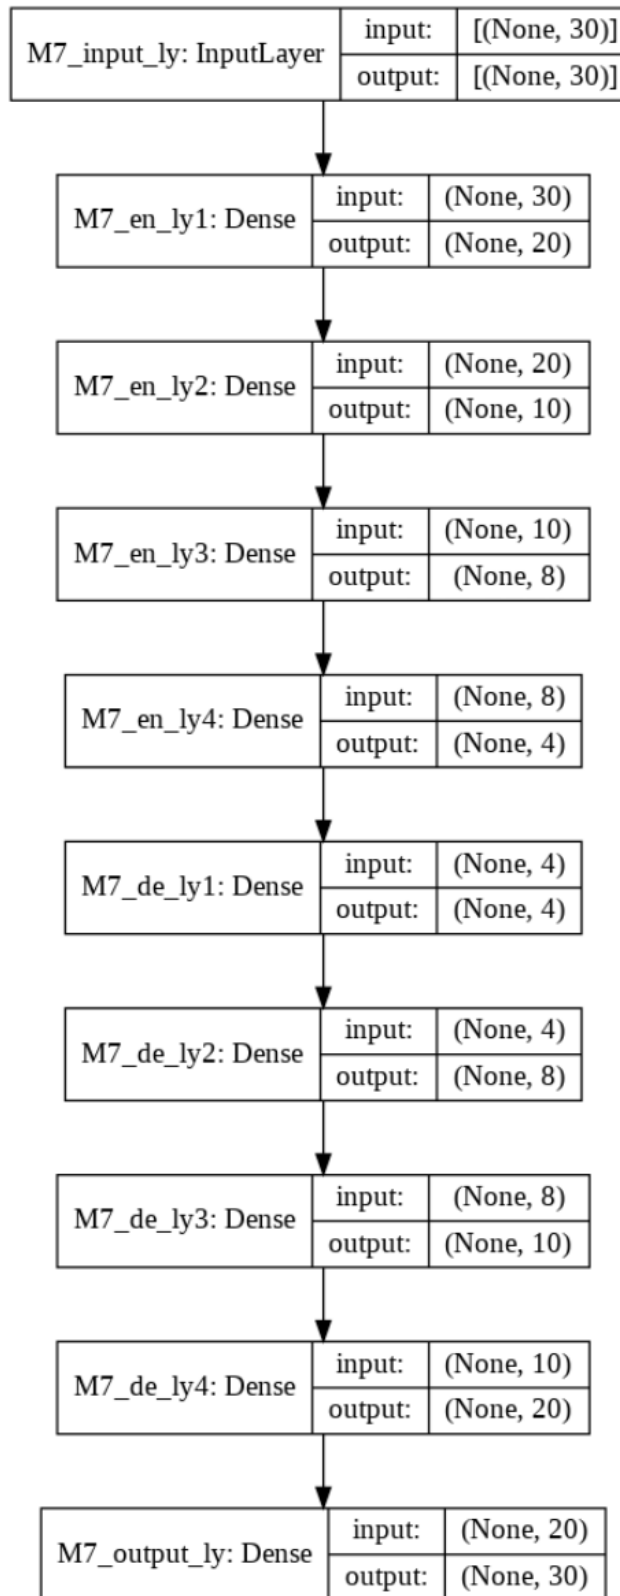 M7_input_ly: InputLayer
input: [(None, 30)]
output: [(None, 30)]
M7_en_ly1: Dense
input: (None, 30)
output: (None, 20)
M7_en_ly2: Dense
input: (None, 20)
output: (None, 10)
M7_en_ly3: Dense
input: (None, 10)
output: (None, 8)
M7_en_ly4: Dense
input: (None, 8)
output: (None, 4)
M7_de_ly1: Dense
input: (None, 4)
output: (None, 4)
M7_de_ly2: Dense
input: (None, 4)
output: (None, 8)
M7_de_ly3: Dense
input: (None, 8)
output: (None, 10)
M7_de_ly4: Dense
input: (None, 10)
output: (None, 20)
M7_output_ly: Dense
input: (None, 20)
output: (None, 30)